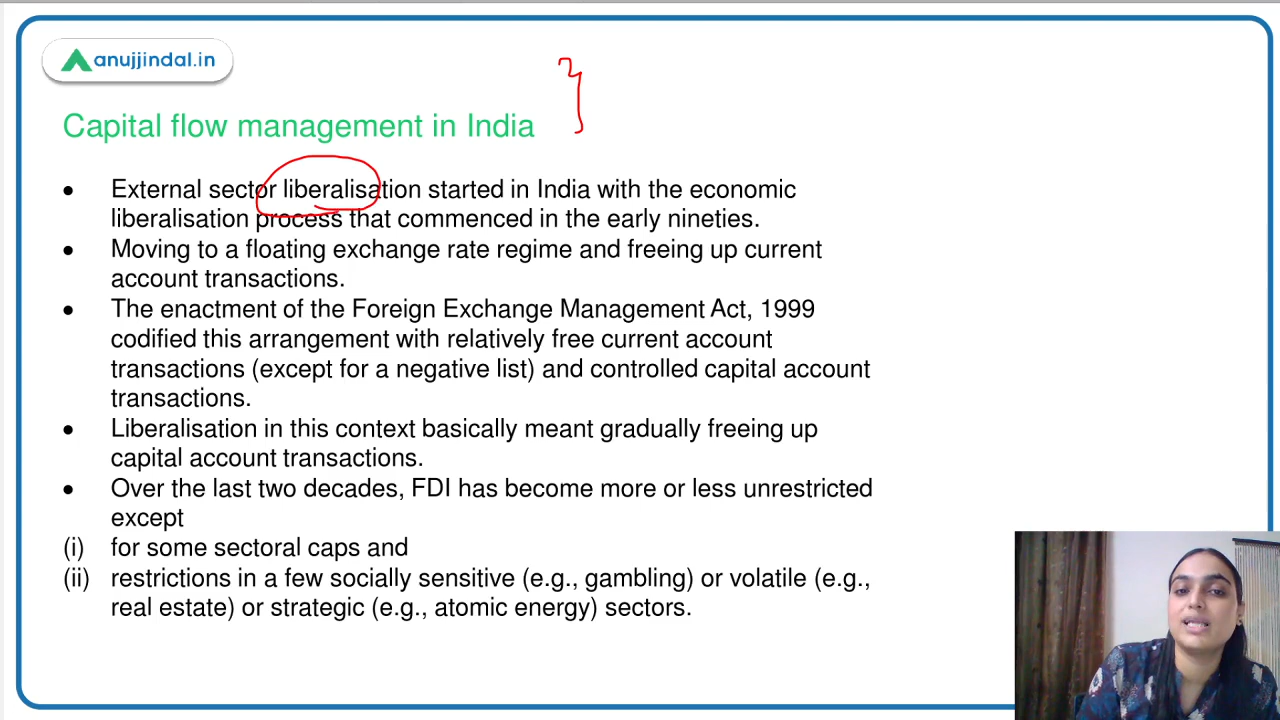 anujjindal.in
Capital flow management in India
• External sector liberalisation started in India with the economic
liberalisation process that commenced in the early nineties.
• Moving to a floating exchange rate regime and freeing up current
account transactions.
• The enactment of the Foreign Exchange Management Act, 1999
codified this arrangement with relatively free current account
transactions (except for a negative list) and controlled capital account
transactions.
• Liberalisation in this context basically meant gradually freeing up
capital account transactions.
• Over the last two decades, FDI has become more or less unrestricted
except
(i) for some sectoral caps and
(ii) restrictions in a few socially sensitive (e.g., gambling) or volatile (e.g.,
real estate) or strategic (e.g., atomic energy) sectors.